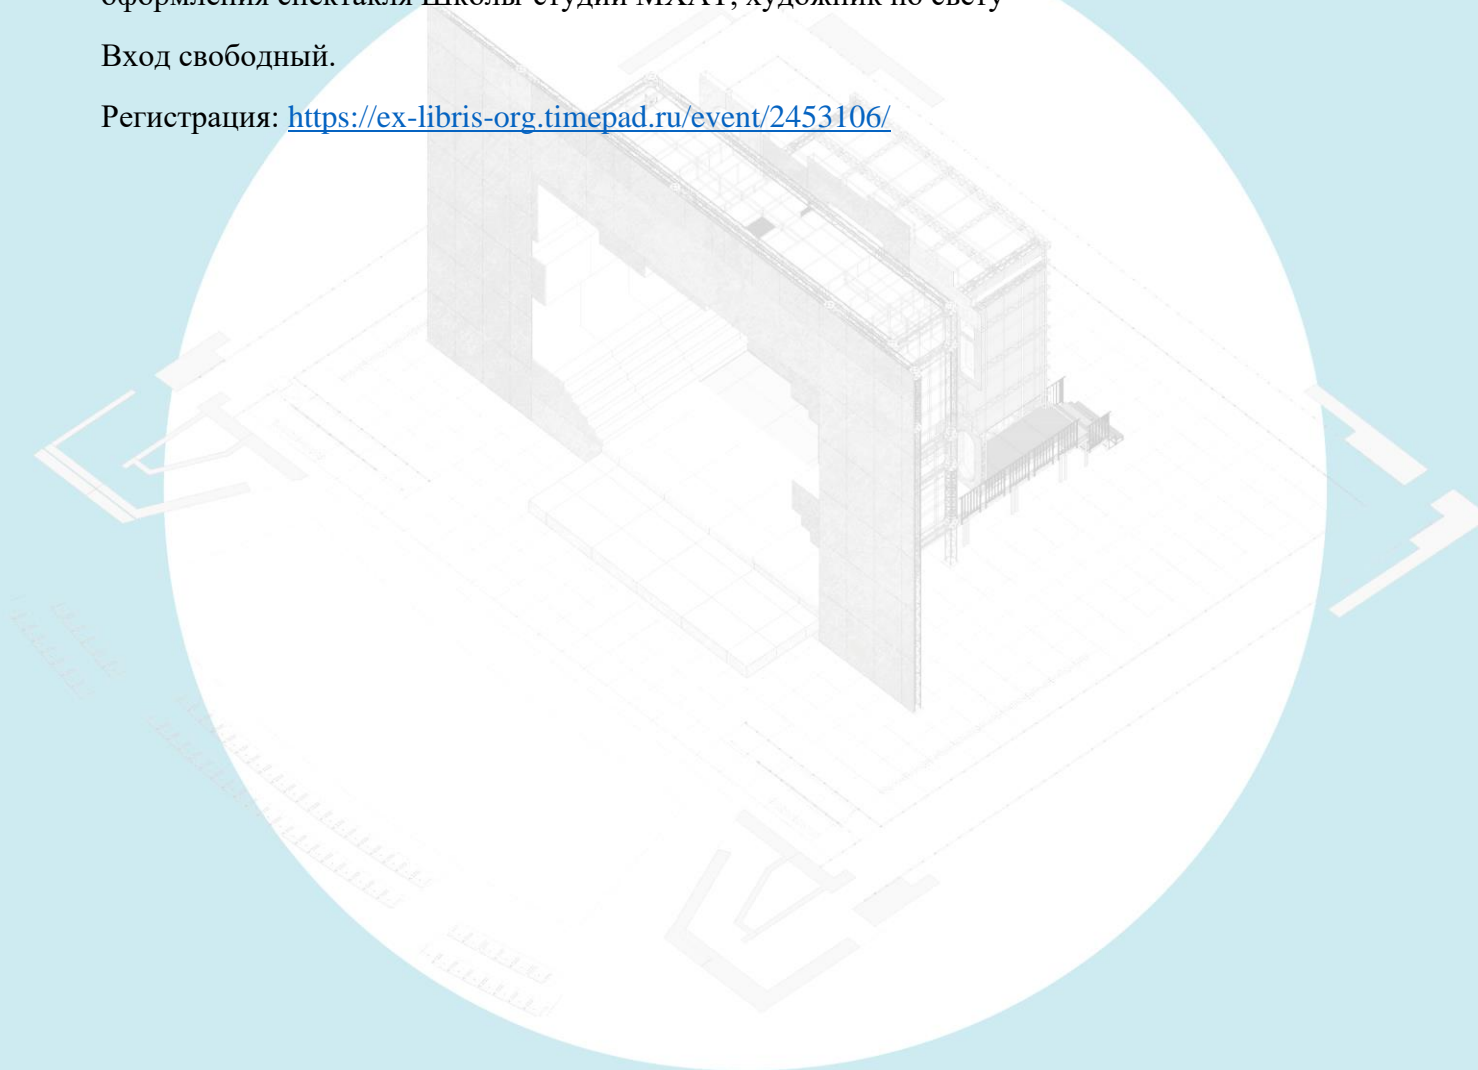 оформления спектакля Школы-студии МХАТ, художник по свету
Вход свободный.
Регистрация: https://ex-libris-org.timepad.ru/event/2453106/